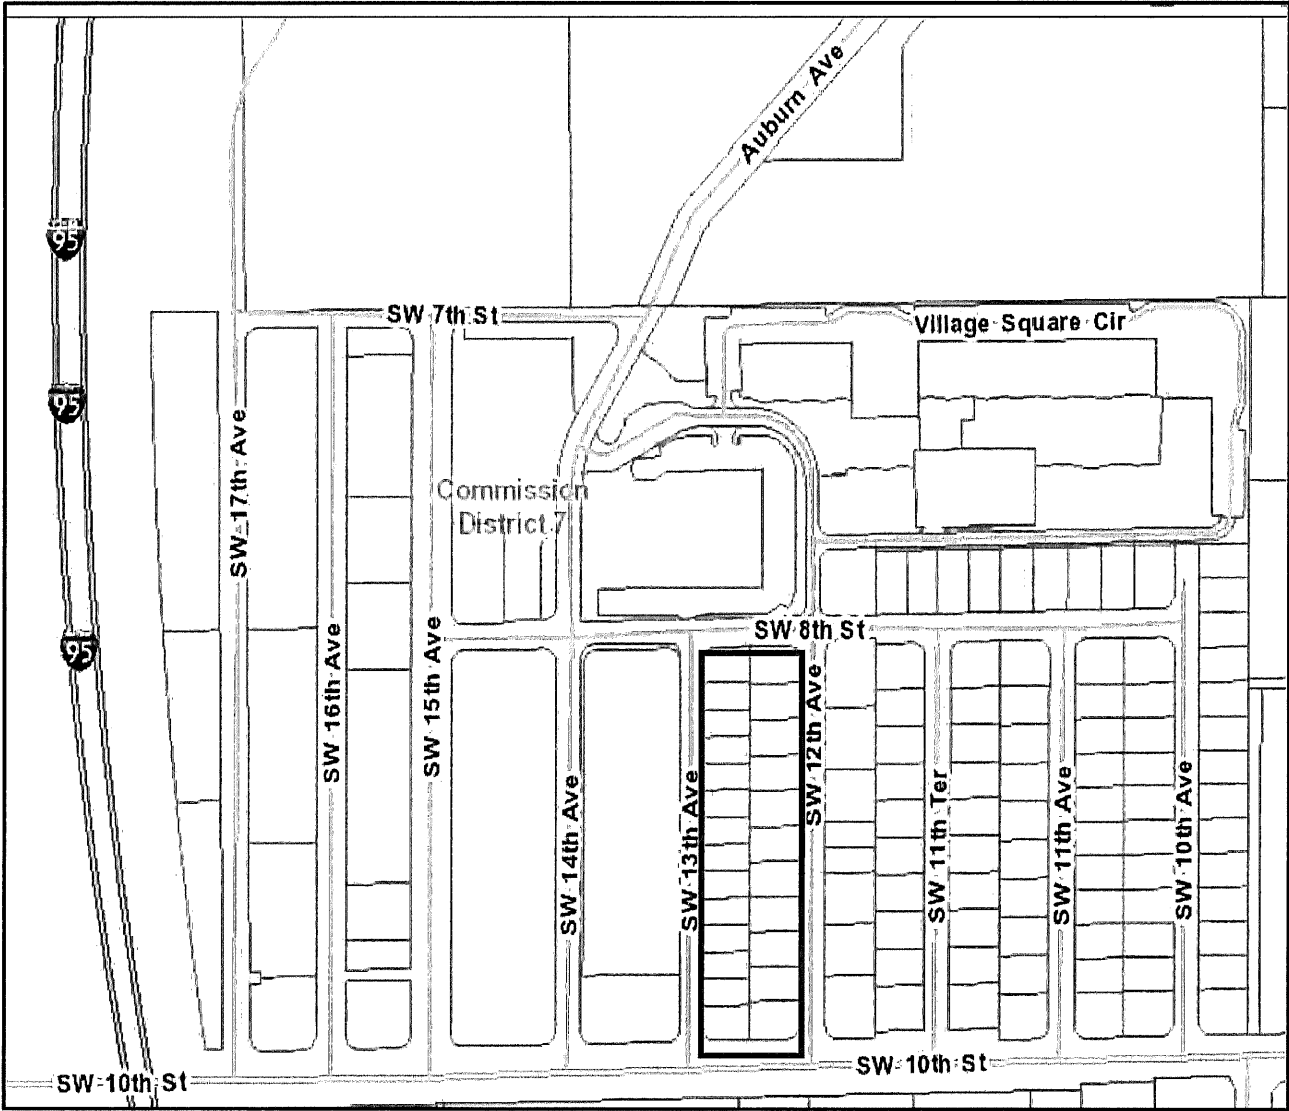 Auburn Ave
95
SW 7th St
Village Square Cir
95
SW 17th Ave
Commission
District 7
95
SW 16th Ave
SW 15th Ave
SW 8th St
SW 14th Ave
SW 13th Ave
SW 12th Ave
SW 11th Ter
SW 11th Ave
SW 10th Ave
SW 10th St
SW 10th St